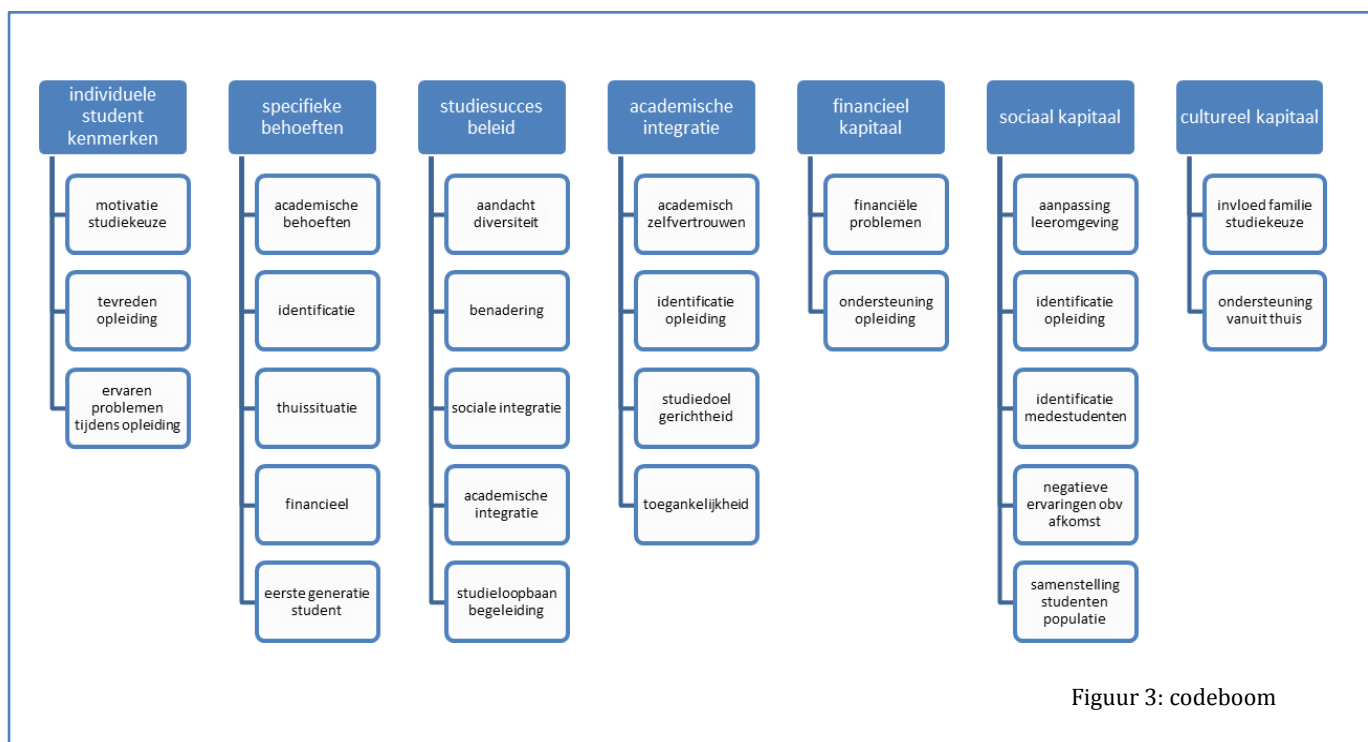 individuele
student
kenmerken
motivatie
studiekeuze
tevreden
opleiding
ervaren
problemen
tijdens opleiding
specifieke
behoeften
academische
behoeften
identificatie
thuissituatie
financieel
eerste generatie
student
studiesucces
beleid
aandacht
diversiteit
benadering
sociale integratie
academische
integratie
studieloopbaan
begeleiding
academische
integratie
academisch
zelfvertrouwen
identificatie
opleiding
studiedoel
gerichtheid
toegankelijkheid
financieel
kapitaal
financiële
problemen
ondersteuning
opleiding
sociaal kapitaal
aanpassing
leeromgeving
identificatie
opleiding
identificatie
medestudenten
negatieve
ervaringen obv
afkomst
samenstelling
studenten
populatie
cultureel kapitaal
invloed familie
studiekeuze
ondersteuning
vanuit thuis
Figuur 3: codeboom